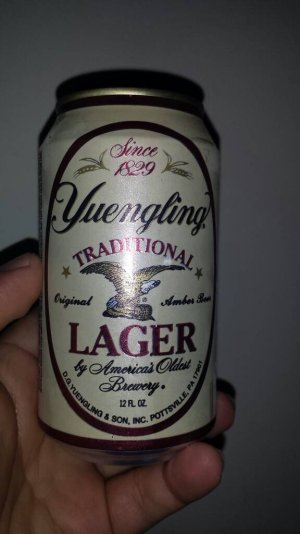 Since
1829
Yuengling
TRADITIONAL
Original Amber Beer
LAGER
by America's Oldest
Brewery.
12 FL. OZ.
D.G. YUENGLING & SON, INC. POTTSVILLE, PA 17901